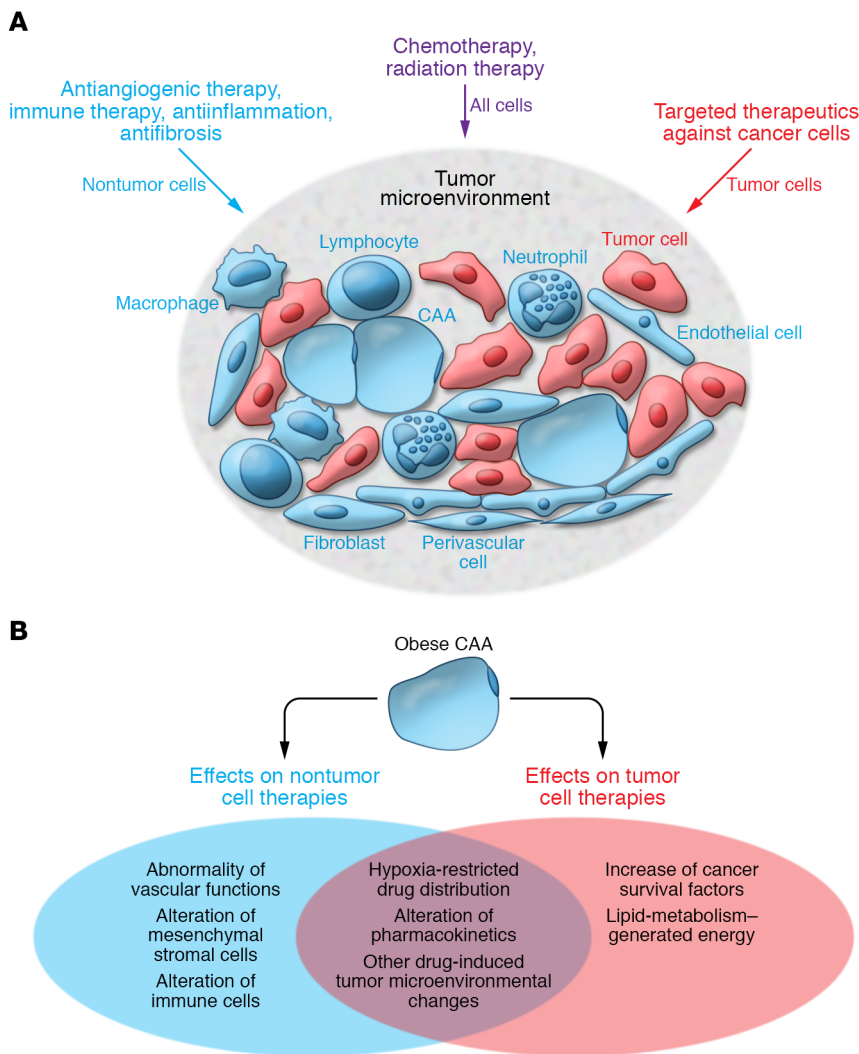 A
Chemotherapy,
radiation therapy
All cells
Antiangiogenic therapy,
immune therapy, antiinflammation,
antifibrosis
Nontumor cells
Targeted therapeutics
against cancer cells
Tumor cells
Tumor
microenvironment
Lymphocyte
Tumor cell
Neutrophil
Macrophage
CAA
Endothelial cell
Fibroblast
Perivascular
cell
B
Obese CAA
Effects on nontumor
cell therapies
Effects on tumor
cell therapies
Abnormality of
vascular functions
Alteration of
mesenchymal
stromal cells
Alteration of
immune cells
Hypoxia-restricted
drug distribution
Alteration of
pharmacokinetics
Other drug-induced
tumor microenvironmental
changes
Increase of cancer
survival factors
Lipid-metabolism–
generated energy